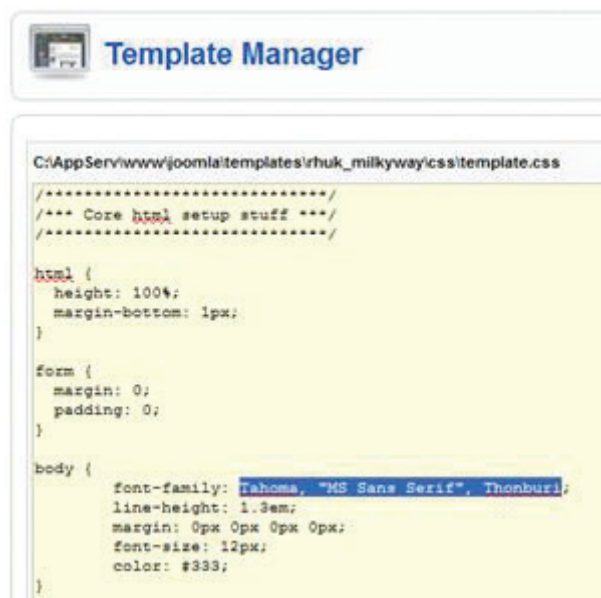 Template Manager
C:\AppServ\www\joomla\templates\rhuk_milkyway\css\template.css
/*****************************/
/*** Core html setup stuff ***/
/*****************************/
html {
height: 100%;
margin-bottom: 1px;
}
form {
margin: 0;
padding: 0;
}
body {
font-family: Tahoma, "MS Sans Serif", Thonburi;
line-height: 1.3em;
margin: 0px 0px 0px 0px;
font-size: 12px;
color: #333;
}